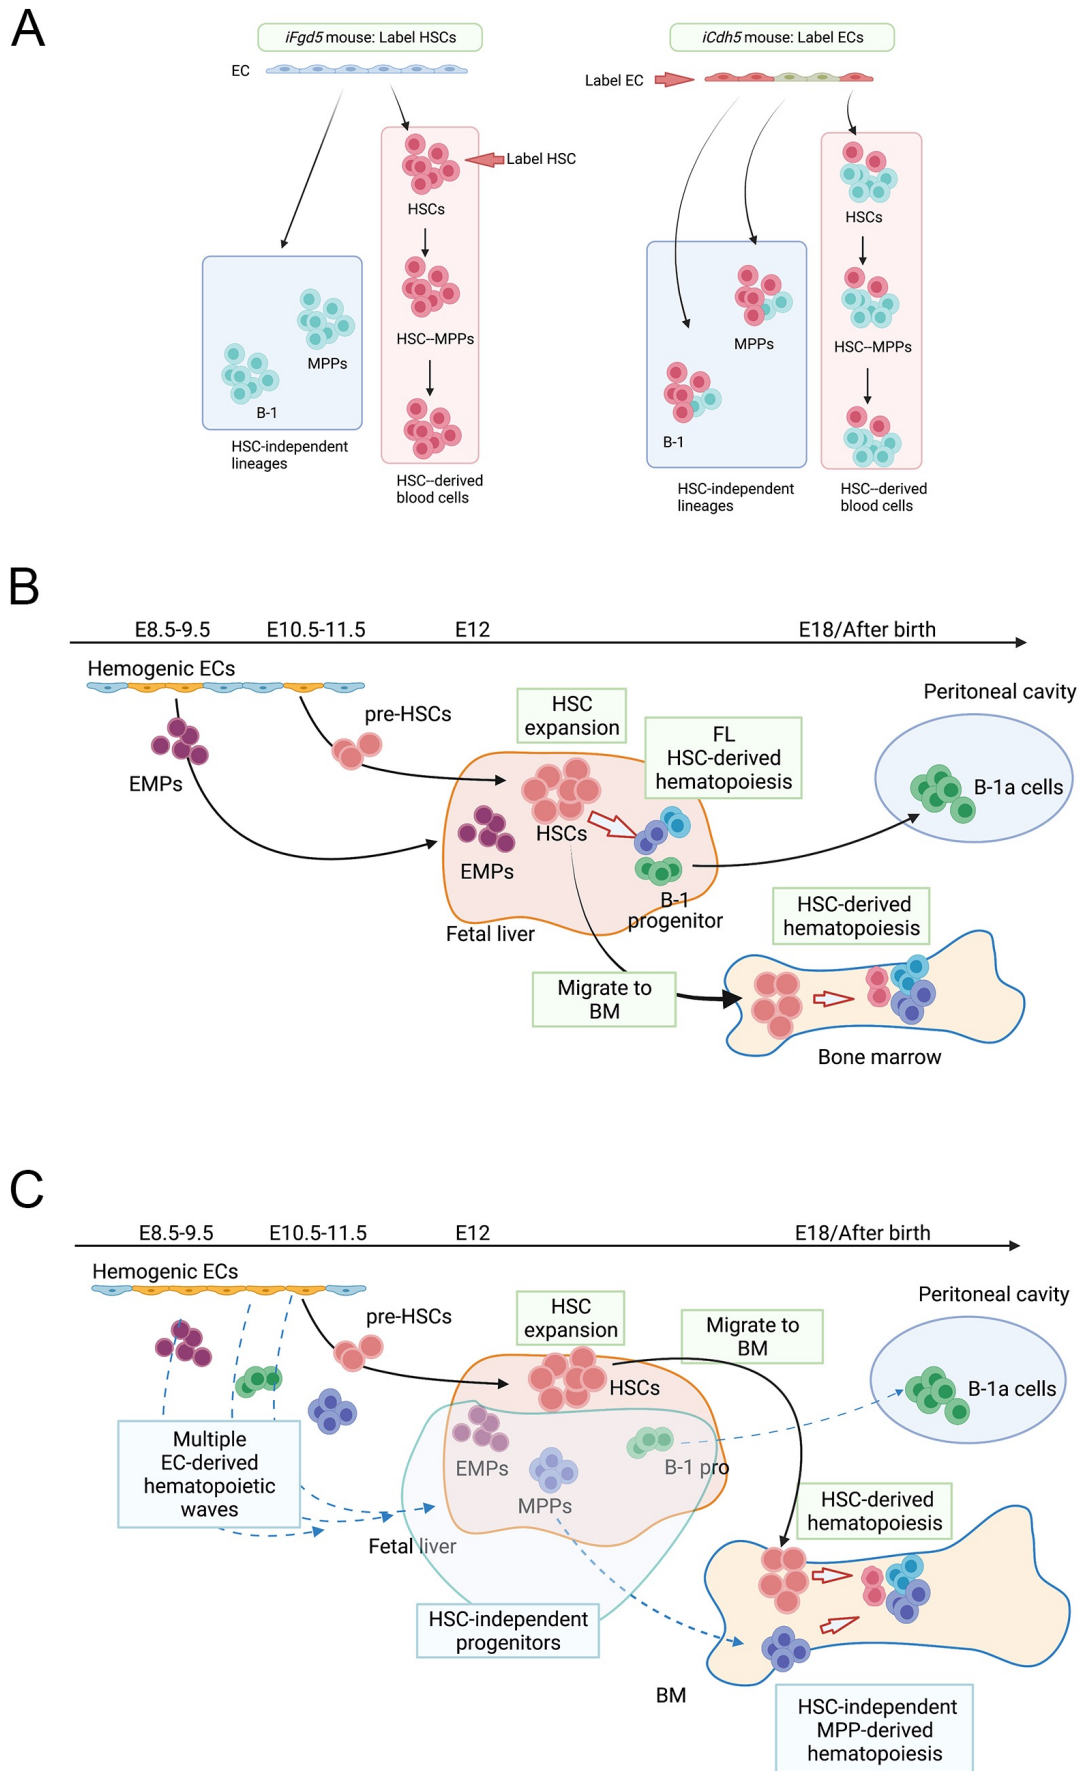 A
iFgd5 mouse: Label HSCs
EC
Label HSC
HSCs
HSC--MPPs
MPPs
B-1
HSC-independent
lineages
HSC--derived
blood cells
iCdh5 mouse: Label ECs
Label EC
HSCs
MPPs
HSC--MPPs
B-1
HSC-independent
lineages
HSC--derived
blood cells
B
E8.5-9.5
E10.5-11.5
E12
E18/After birth
Hemogenic ECs
pre-HSCs
EMPs
HSC
expansion
FL
HSC-derived
hematopoiesis
Peritoneal cavity
B-1a cells
HSCs
EMPs
B-1
progenitor
Fetal liver
HSC-derived
hematopoiesis
Migrate to
BM
Bone marrow
C
E8.5-9.5
E10.5-11.5
E12
E18/After birth
Hemogenic ECs
pre-HSCs
HSC
expansion
Migrate to
BM
Peritoneal cavity
HSCs
B-1a cells
Multiple
EC-derived
hematopoietic
waves
EMPs
B-1 pro
MPPs
Fetal liver
HSC-derived
hematopoiesis
HSC-independent
progenitors
BM
HSC-independent
MPP-derived
hematopoiesis